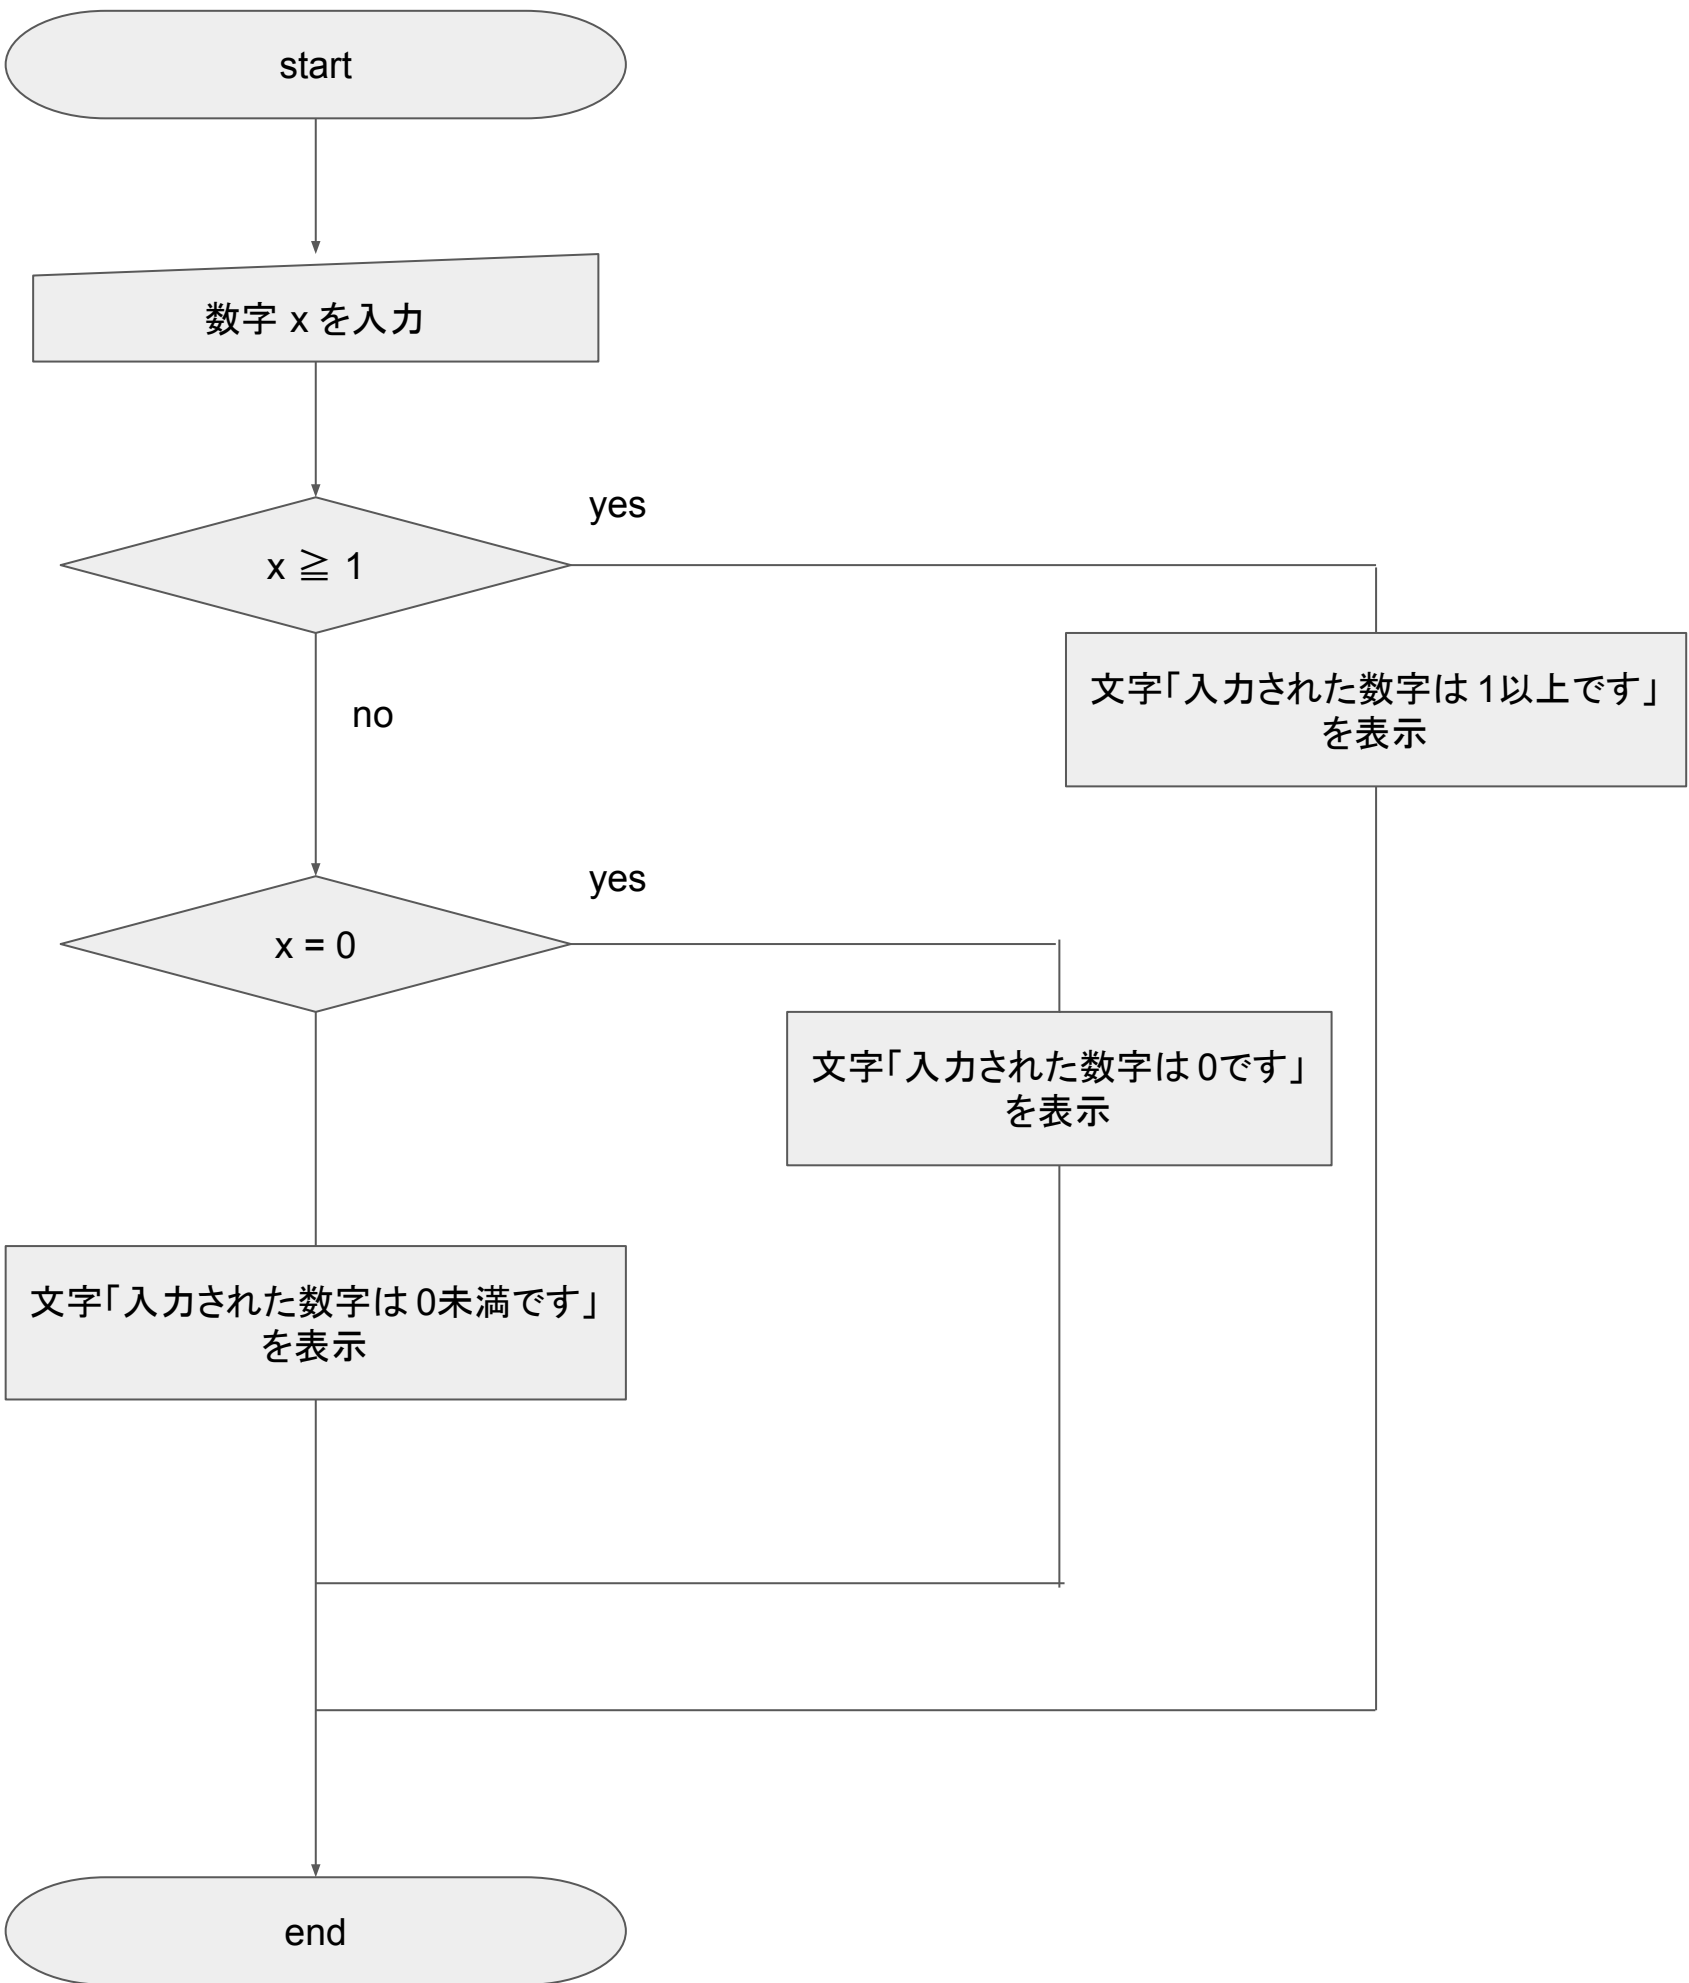 start
数字 x を入力
yes
x ≧ 1
文字「入力された数字は 1以上です」
を表示
no
yes
x = 0
文字「入力された数字は 0です」
を表示
文字「入力された数字は 0未満です」
を表示
end